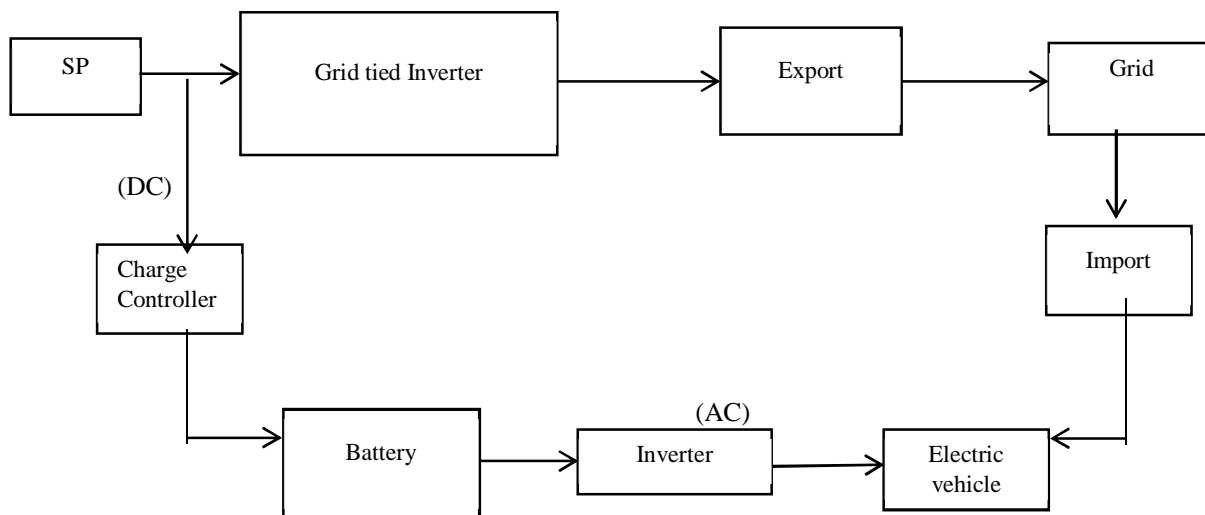 SP
Grid tied Inverter
Export
Grid
(DC)
Charge
Controller
Import
Battery
(AC)
Inverter
Electric
vehicle